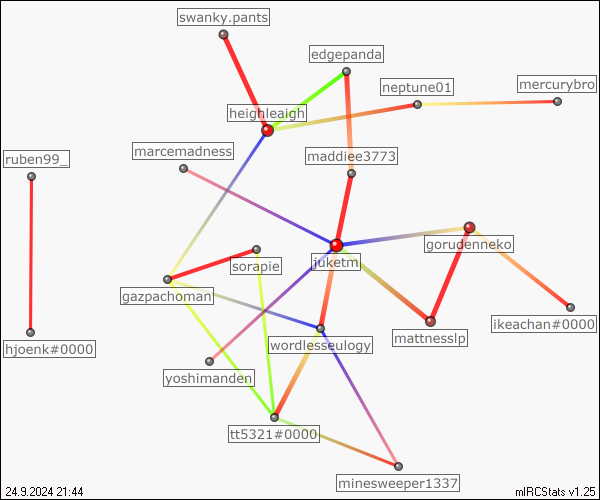 swanky.pants
edgepanda
neptune01
mercurybro
heighleaigh
marcemadness
maddiee3773
ruben99_
gorudenneko
juketm
sorapie
gazpachoman
ikeachan#0000
mattnesslp
wordlesseulogy
hjoenk#0000
yoshimanden
tt5321#0000
minesweeper1337
24.9.2024 21:44
mIRCStats v1.25